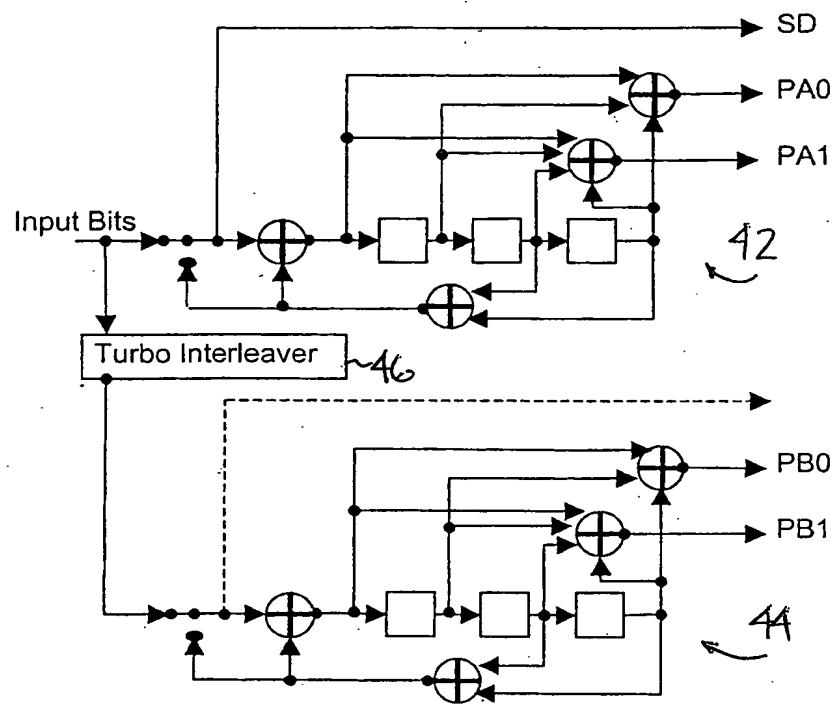 SD
PA0
PA1
Input Bits
42
Turbo Interleaver
46
PB0
PB1
44